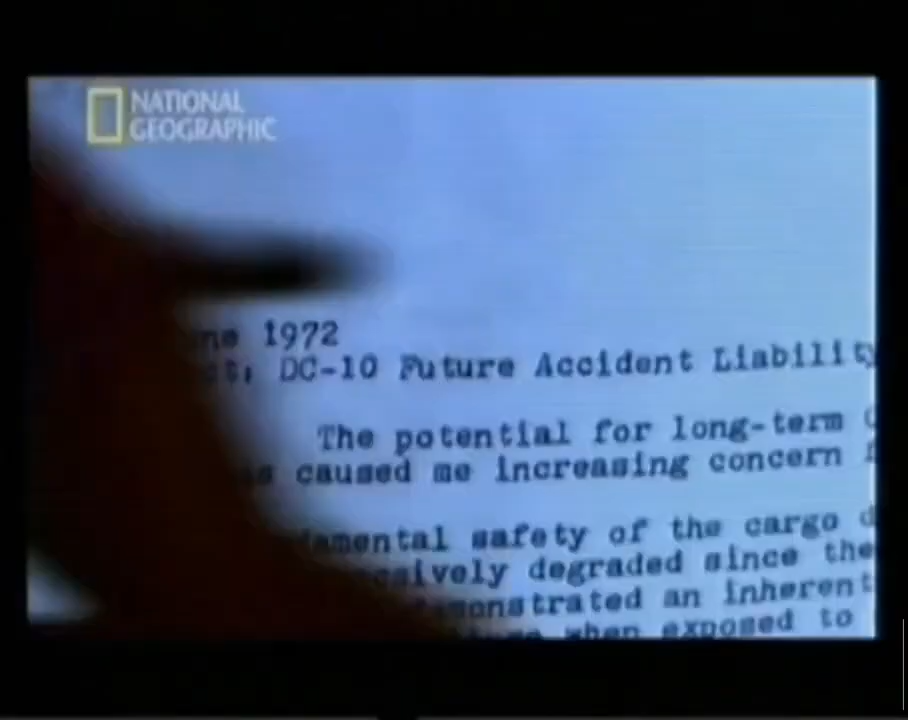 NATIONAL
GEOGRAPHIC
1972
DC-10 Future Accident Liability
The potential for long-term
caused me increasing concern
safety of the cargo
degraded since the
an inherent
when exposed to